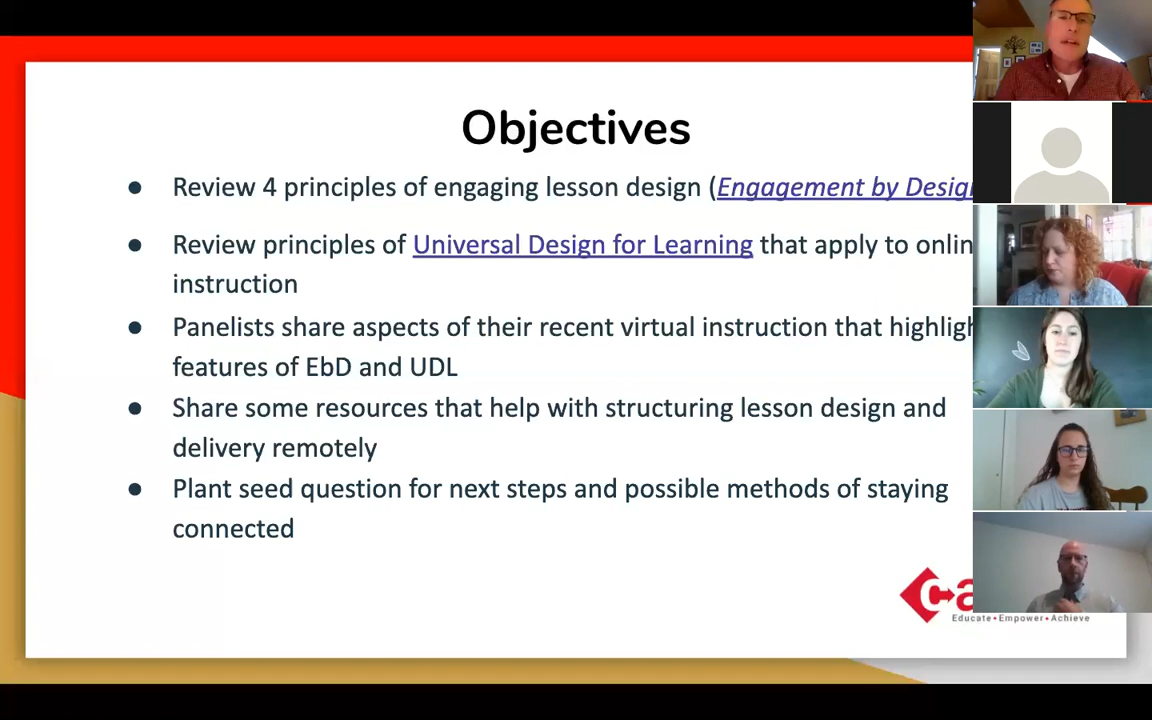 Objectives
● Review 4 principles of engaging lesson design (Engagement by Design
● Review principles of Universal Design for Learning that apply to onlin
instruction
● Panelists share aspects of their recent virtual instruction that highligh
features of EbD and UDL
● Share some resources that help with structuring lesson design and
delivery remotely
● Plant seed question for next steps and possible methods of staying
connected
ca
Educate•Empower•Achieve